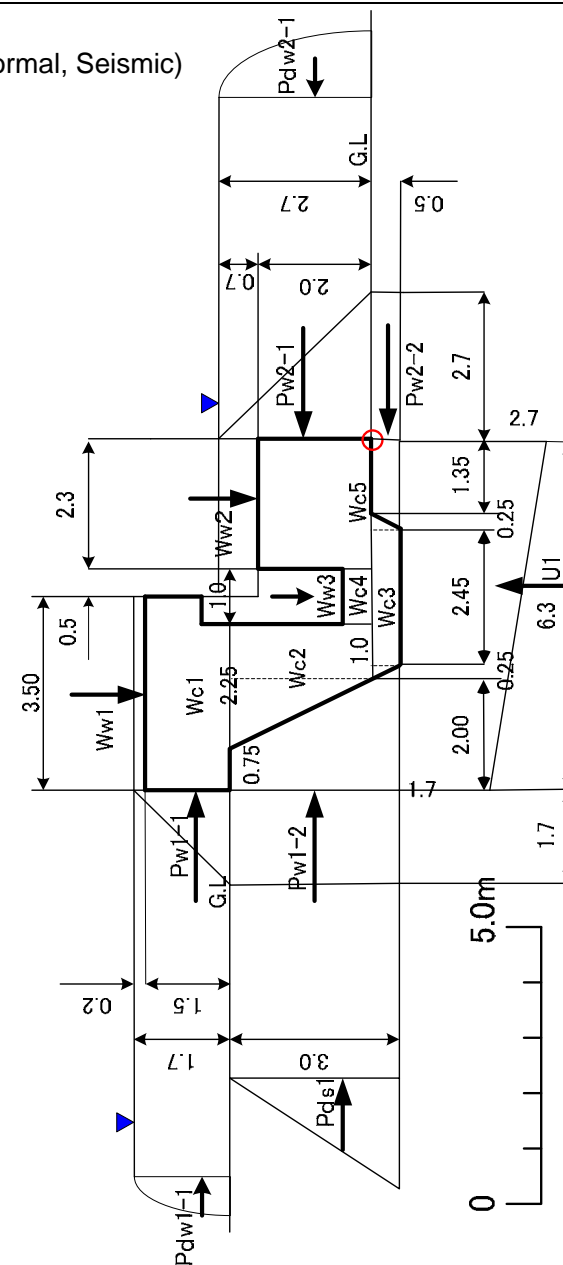 ormal, Seismic)
Pdw2-1
G.L
2.7
0.5
0.7
2.0
Pw2-1
Pw2-2
2.7
2.7
2.3
Ww2
Wc5
1.35
0.25
1.0
Ww3
Wc4
Wc3
2.45
U1
6.3
0.5
3.50
Ww1
Wc1
2.25
Wc2
1.0
0.25
2.00
0.75
1.7
Pw1-1
G.L
Pw1-2
1.7
0.2
1.5
1.7
3.0
Pds1
Pdw1-1
0
5.0m